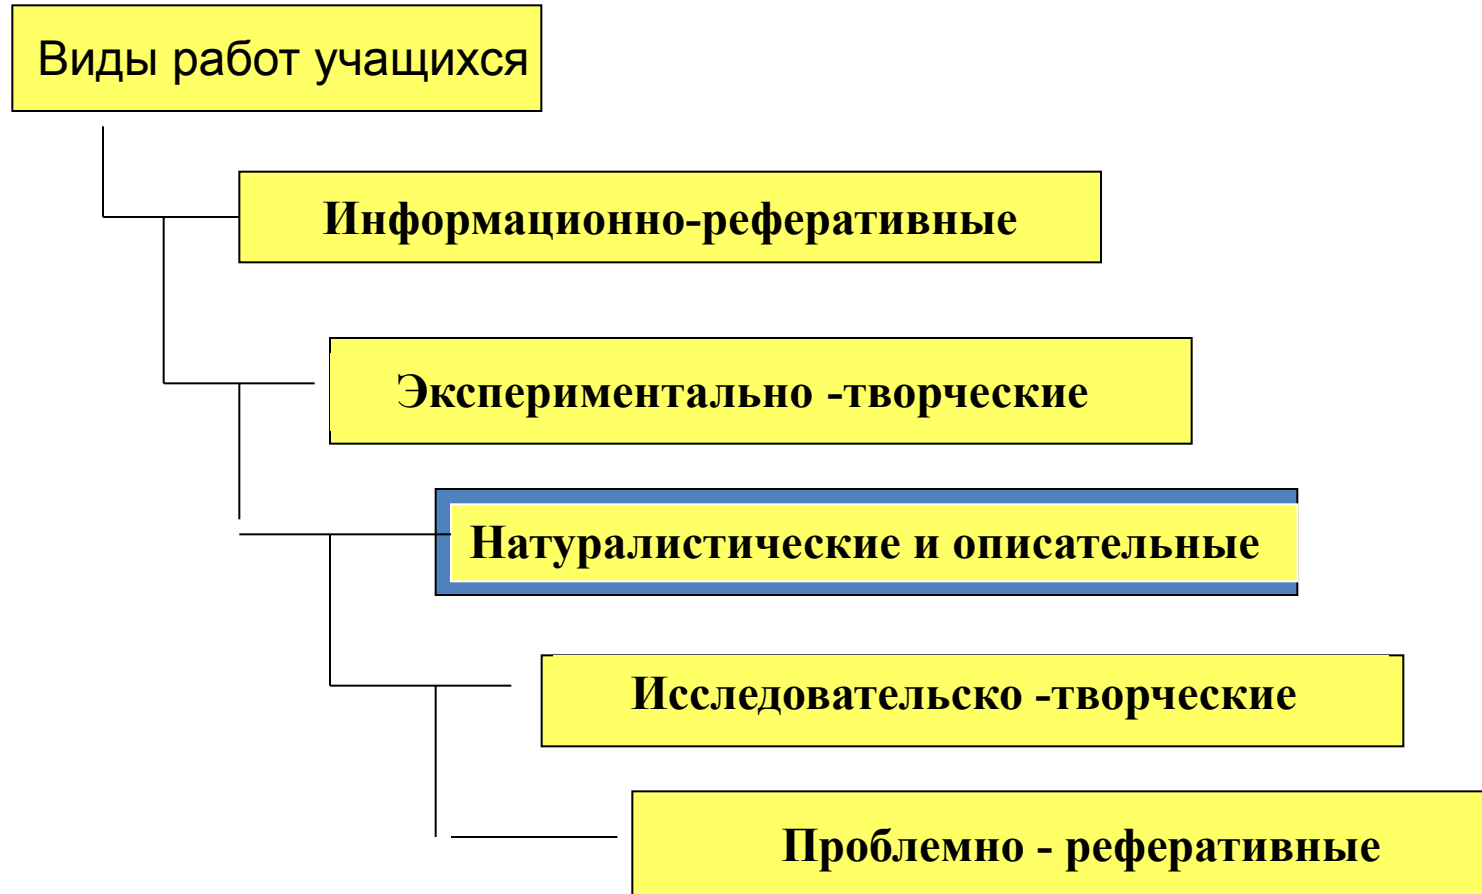 Виды работ учащихся
Информационно-реферативные
Экспериментально -творческие
Натуралистические и описательные
Исследовательско -творческие
Проблемно - реферативные